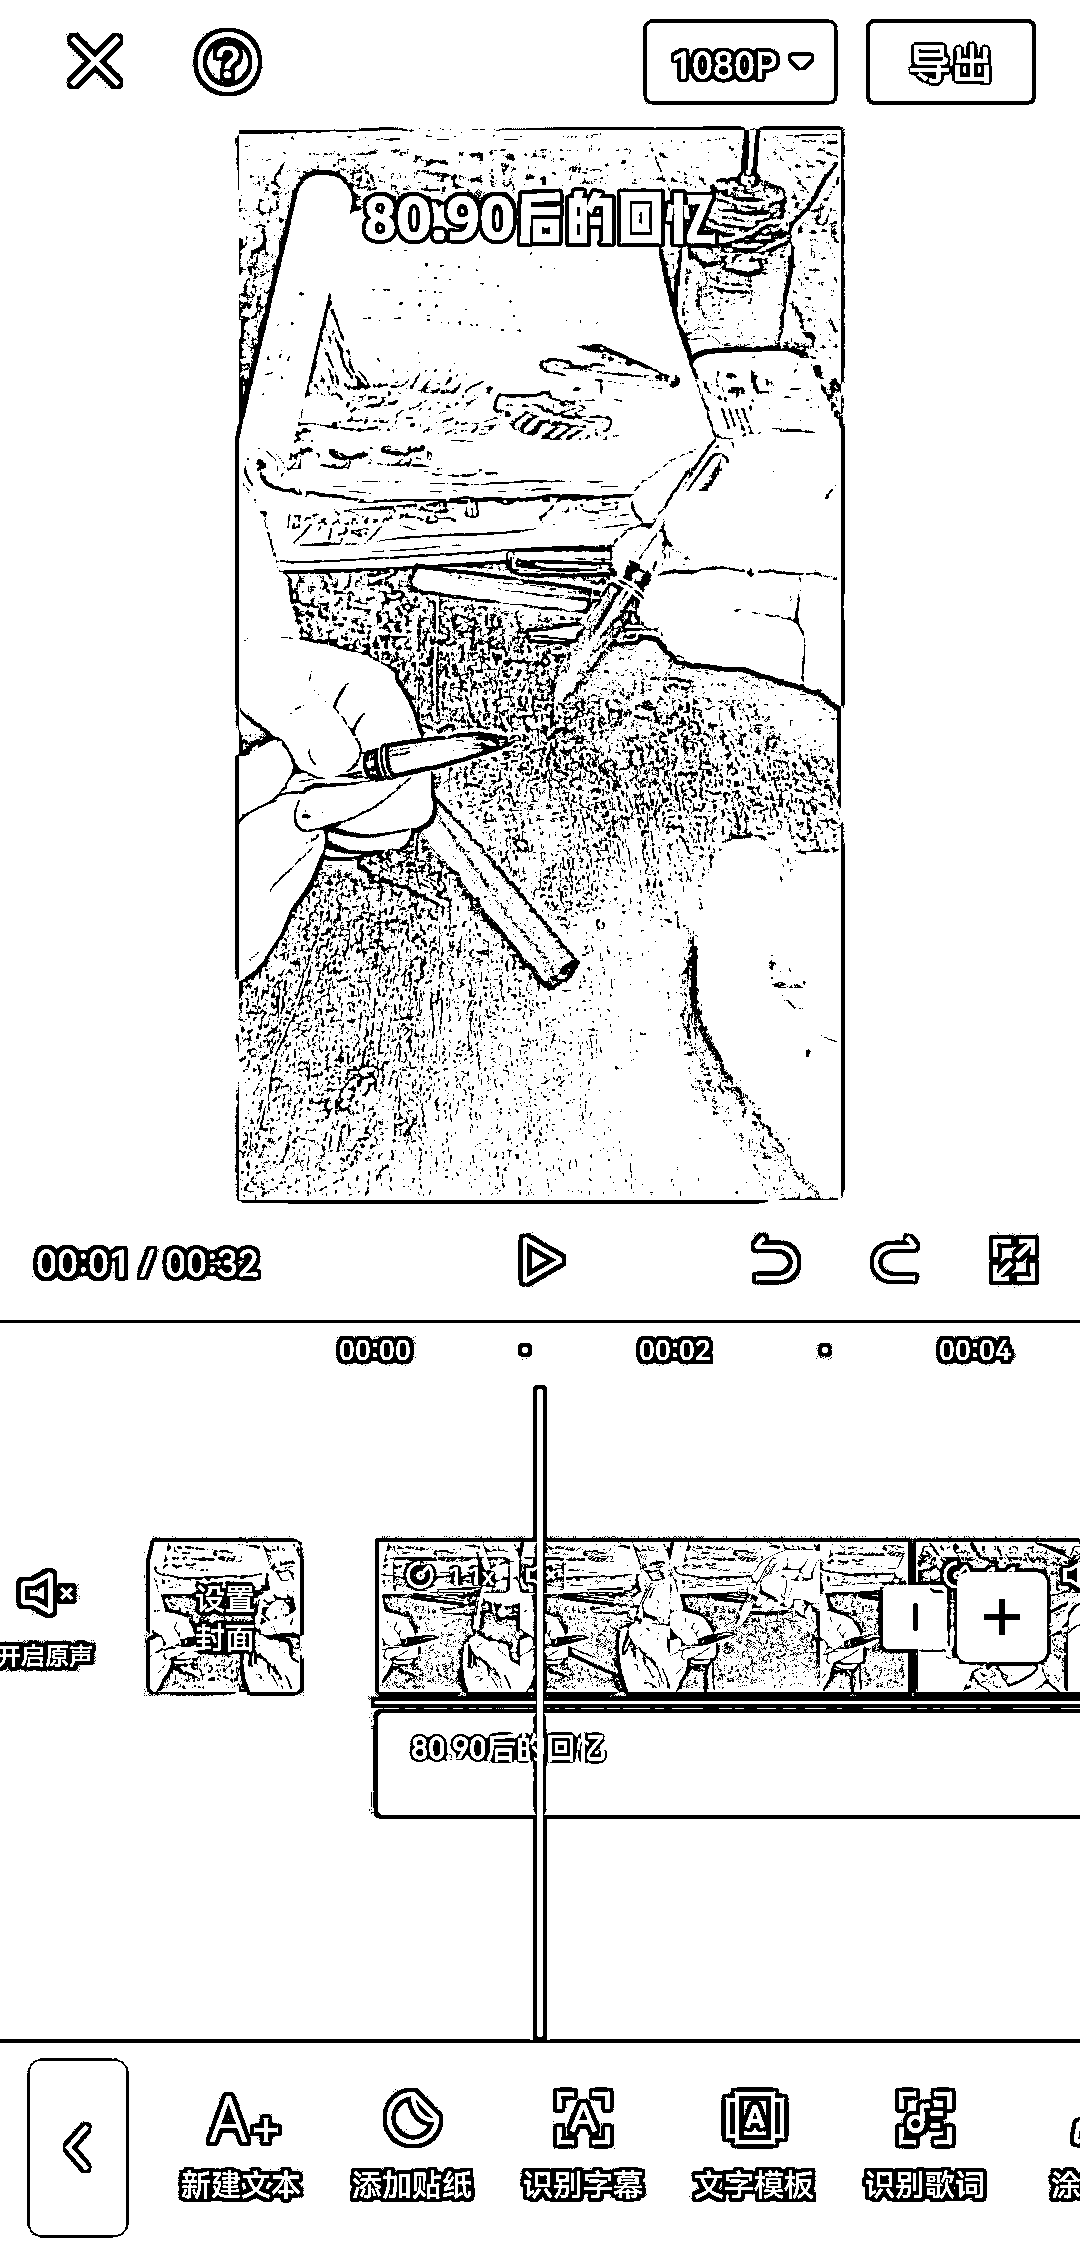 1080P
导出
80.90后的回忆
00:01 / 00:32
00:00
00:02
00:04
11x
设置
封面
开启原声
80.90后的回忆
新建文本
添加贴纸
识别字幕
文字模板
识别歌词
涂